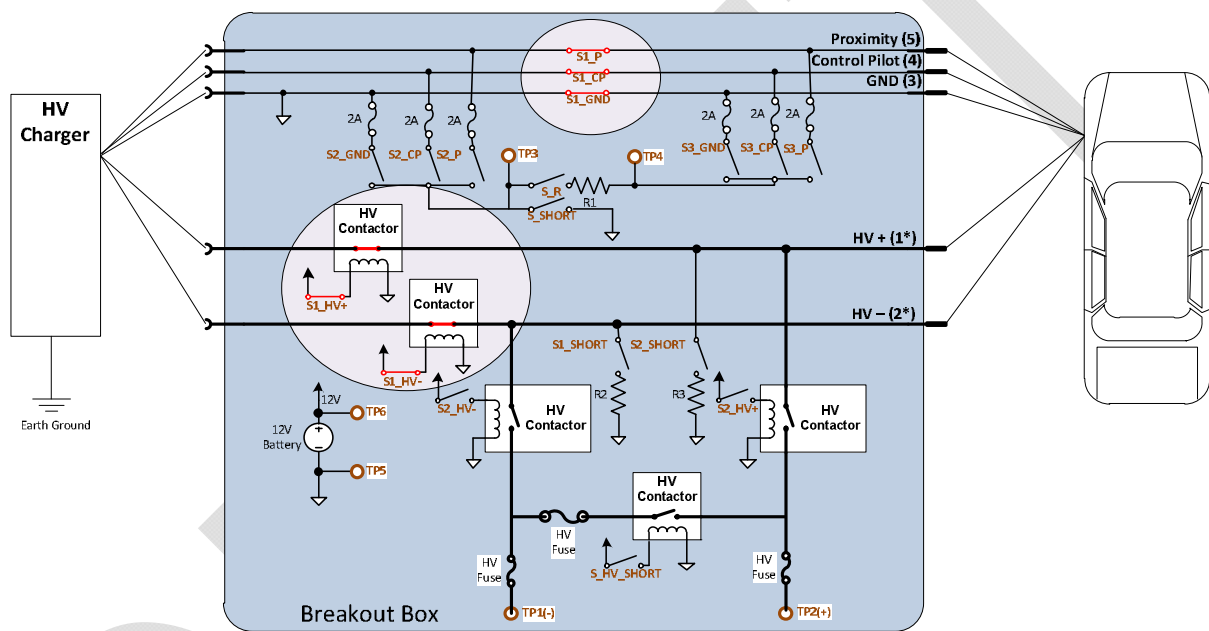 Proximity (5)
Control Pilot (4)
GND (3)
S1_P
S1_CP
S1_GND
HV
Charger
2A
2A
2A
2A
2A
2A
S2_GND
S2_CP
S2_P
S3_GND
S3_CP
S3_P
TP3
TP4
S_R
R1
S_SHORT
HV
Contactor
HV + (1*)
S1_HV+
HV
Contactor
HV – (2*)
S1_HV-
S1_SHORT
S2_SHORT
12V
TP6
S2_HV-
HV
Contactor
R2
R3
S2_HV+
HV
Contactor
12V
Battery
TP5
Earth Ground
HV
Contactor
HV
Fuse
S_HV_SHORT
HV
Fuse
HV
Fuse
Breakout Box
TP1(-)
TP2(+)